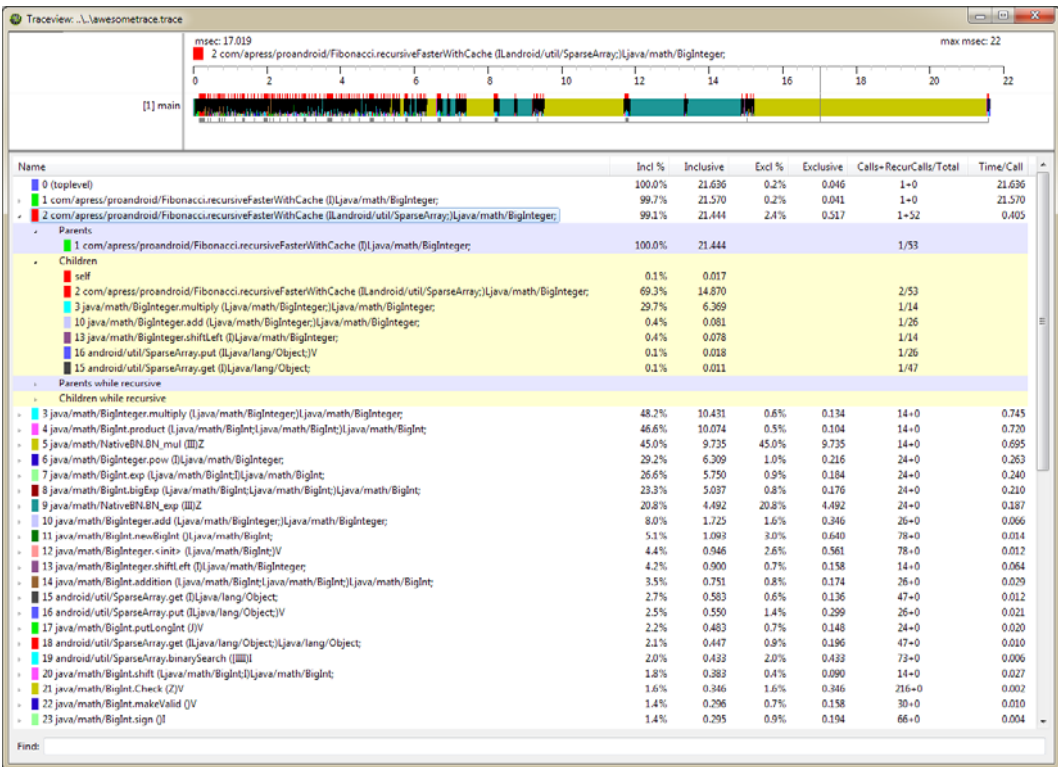 Traceview: ..\..\awesometrace.trace
msec: 17.019 max msec: 22
2 com/apress/proandroid/Fibonacci.recursiveFasterWithCache (ILandroid/util/SparseArray;)Ljava/math/BigInteger;
0 2 4 6 8 10 12 14 16 18 20 22
[1] main
Name Incl % Inclusive Excl % Exclusive Calls+RecurCalls/Total Time/Call
0 (toplevel) 100.0% 21.636 0.2% 0.046 1+0 21.636
1 com/apress/proandroid/Fibonacci.recursiveFasterWithCache (I)Ljava/math/BigInteger; 99.7% 21.570 0.2% 0.041 1+0 21.570
2 com/apress/proandroid/Fibonacci.recursiveFasterWithCache (ILandroid/util/SparseArray;)Ljava/math/BigInteger; 99.1% 21.444 2.4% 0.517 1+52 0.405
Parents
1 com/apress/proandroid/Fibonacci.recursiveFasterWithCache (I)Ljava/math/BigInteger; 100.0% 21.444 1/53
Children
self 0.1% 0.017
2 com/apress/proandroid/Fibonacci.recursiveFasterWithCache (ILandroid/util/SparseArray;)Ljava/math/BigInteger; 69.3% 14.870 2/53
3 java/math/BigInteger.multiply (Ljava/math/BigInteger;)Ljava/math/BigInteger; 29.7% 6.369 1/14
10 java/math/BigInteger.add (Ljava/math/BigInteger;)Ljava/math/BigInteger; 0.4% 0.081 1/26
13 java/math/BigInteger.shiftLeft (I)Ljava/math/BigInteger; 0.4% 0.078 1/14
16 android/util/SparseArray.put (ILjava/lang/Object;)V 0.1% 0.018 1/26
15 android/util/SparseArray.get (I)Ljava/lang/Object; 0.1% 0.011 1/47
Parents while recursive
Children while recursive
3 java/math/BigInteger.multiply (Ljava/math/BigInteger;)Ljava/math/BigInteger; 48.2% 10.431 0.6% 0.134 14+0 0.745
4 java/math/BigInt.product (Ljava/math/BigInt;Ljava/math/BigInt;)Ljava/math/BigInt; 46.6% 10.074 0.5% 0.104 14+0 0.720
5 java/math/NativeBN.BN_mul (III)Z 45.0% 9.735 45.0% 9.735 14+0 0.695
6 java/math/BigInteger.pow (I)Ljava/math/BigInteger; 29.2% 6.309 1.0% 0.216 24+0 0.263
7 java/math/BigInt.exp (Ljava/math/BigInt;I)Ljava/math/BigInt; 26.6% 5.750 0.9% 0.184 24+0 0.240
8 java/math/BigInt.bigExp (Ljava/math/BigInt;Ljava/math/BigInt;)Ljava/math/BigInt; 23.3% 5.037 0.8% 0.176 24+0 0.210
9 java/math/NativeBN.BN_exp (III)Z 20.8% 4.492 20.8% 4.492 24+0 0.187
10 java/math/BigInteger.add (Ljava/math/BigInteger;)Ljava/math/BigInteger; 8.0% 1.725 1.6% 0.346 26+0 0.066
11 java/math/BigInt.newBigInt ()Ljava/math/BigInt; 5.1% 1.093 3.0% 0.640 78+0 0.014
12 java/math/BigInteger.<init> (Ljava/math/BigInt;)V 4.4% 0.946 2.6% 0.561 78+0 0.012
13 java/math/BigInteger.shiftLeft (I)Ljava/math/BigInteger; 4.2% 0.900 0.7% 0.158 14+0 0.064
14 java/math/BigInt.addition (Ljava/math/BigInt;Ljava/math/BigInt;)Ljava/math/BigInt; 3.5% 0.751 0.8% 0.174 26+0 0.029
15 android/util/SparseArray.get (I)Ljava/lang/Object; 2.7% 0.583 0.6% 0.136 47+0 0.012
16 android/util/SparseArray.put (ILjava/lang/Object;)V 2.5% 0.550 1.4% 0.299 26+0 0.021
17 java/math/BigInt.putLongInt (J)V 2.2% 0.483 0.7% 0.148 24+0 0.020
18 android/util/SparseArray.get (ILjava/lang/Object;)Ljava/lang/Object; 2.1% 0.447 0.9% 0.196 47+0 0.010
19 android/util/SparseArray.binarySearch ([IIII)I 2.0% 0.433 2.0% 0.433 73+0 0.006
20 java/math/BigInt.shift (Ljava/math/BigInt;I)Ljava/math/BigInt; 1.8% 0.383 0.4% 0.090 14+0 0.027
21 java/math/BigInt.Check (Z)V 1.6% 0.346 1.6% 0.346 216+0 0.002
22 java/math/BigInt.makeValid ()V 1.4% 0.296 0.7% 0.158 30+0 0.010
23 java/math/BigInt.sign ()I 1.4% 0.295 0.9% 0.194 66+0 0.004
Find: